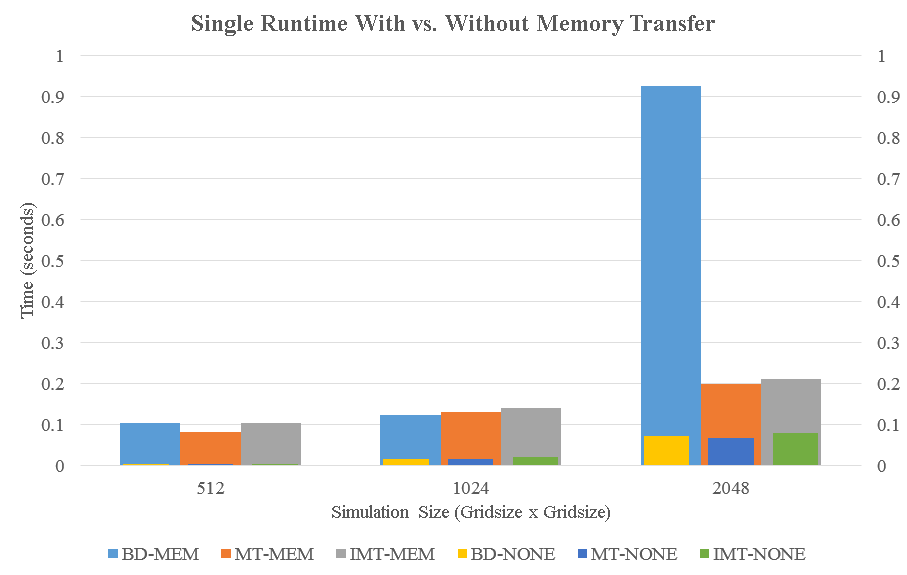 Single Runtime With vs. Without Memory Transfer
1 1
0.9 0.9
0.8 0.8
0.7 0.7
0.6 0.6
0.5 0.5
0.4 0.4
0.3 0.3
0.2 0.2
0.1 0.1
0 0
Time (seconds)
512 1024 2048
Simulation Size (Gridsize x Gridsize)
BD-MEM MT-MEM IMT-MEM BD-NONE MT-NONE IMT-NONE